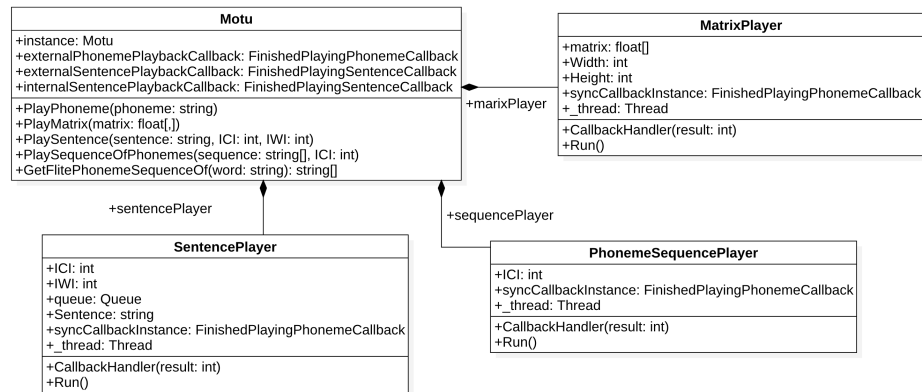 Motu
+instance: Motu
+externalPhonemePlaybackCallback: FinishedPlayingPhonemeCallback
+externalSentencePlaybackCallback: FinishedPlayingSentenceCallback
+internalSentencePlaybackCallback: FinishedPlayingSentenceCallback
+PlayPhoneme(phoneme: string)
+PlayMatrix(matrix: float[,])
+PlaySentence(sentence: string, ICI: int, IWI: int)
+PlaySequenceOfPhonemes(sequence: string[], ICI: int)
+GetFlitePhonemeSequenceOf(word: string): string[]
MatrixPlayer
+matrix: float[]
+Width: int
+Height: int
+syncCallbackInstance: FinishedPlayingPhonemeCallback
+_thread: Thread
+CallbackHandler(result: int)
+Run()
+marixPlayer
+sentencePlayer
+sequencePlayer
SentencePlayer
+ICI: int
+IWI: int
+queue: Queue
+Sentence: string
+syncCallbackInstance: FinishedPlayingPhonemeCallback
+_thread: Thread
+CallbackHandler(result: int)
+Run()
PhonemeSequencePlayer
+ICI: int
+syncCallbackInstance: FinishedPlayingPhonemeCallback
+_thread: Thread
+CallbackHandler(result: int)
+Run()